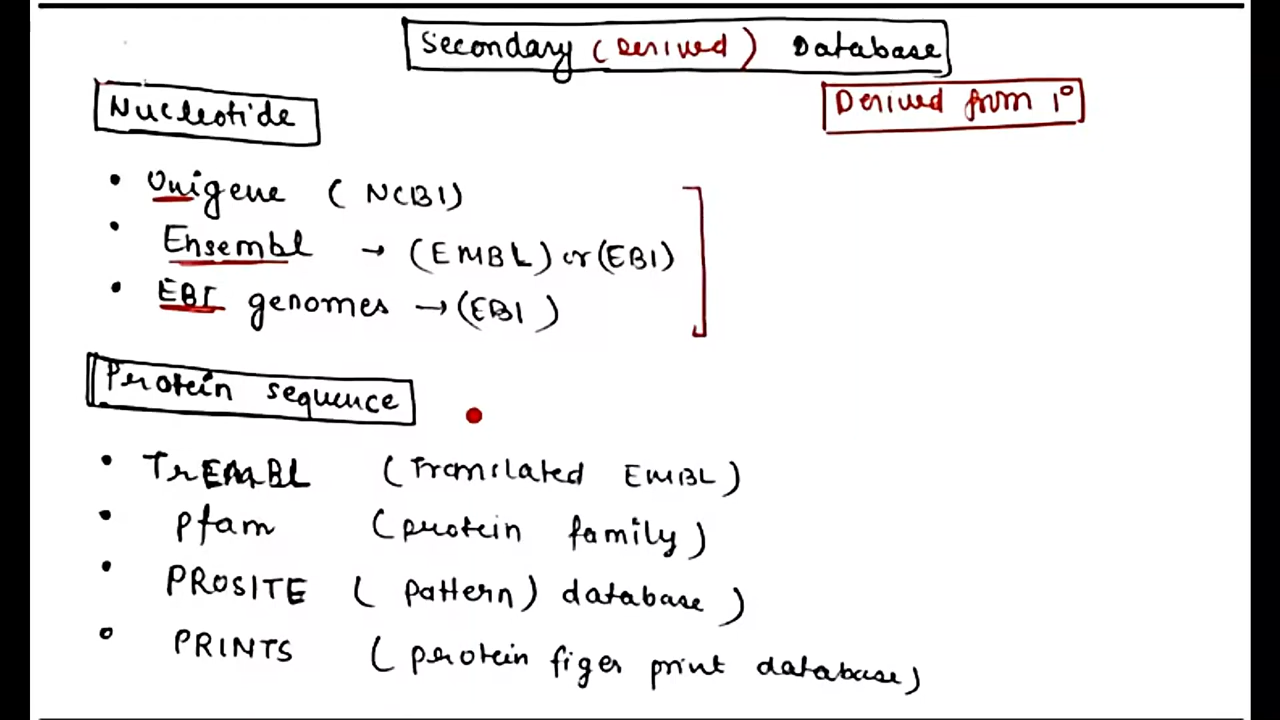 Secondary (Derived) Database
Derived from 1°
Nucleotide
• Unigene (NCBI)
• Ensembl → (EMBL) or (EBI)
• EBI genomes → (EBI)
Protein sequence
• TrEMBL (Translated EMBL)
• Pfam (protein family)
• PROSITE (pattern) database)
• PRINTS (protein figer print database)